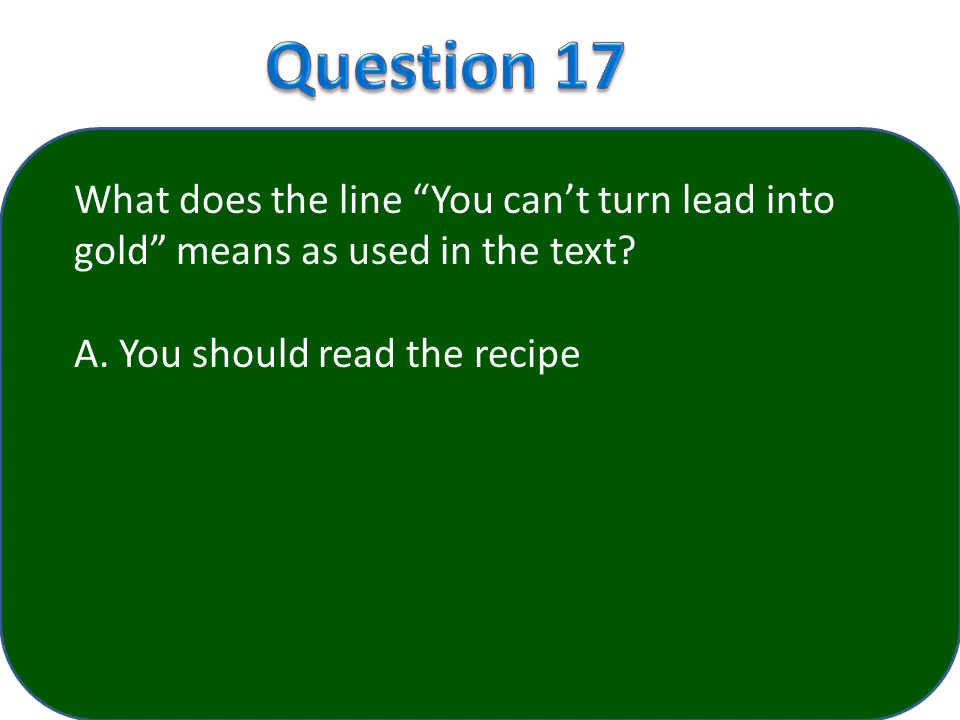 Question 17
What does the line “You can’t turn lead into
gold” means as used in the text?
A. You should read the recipe